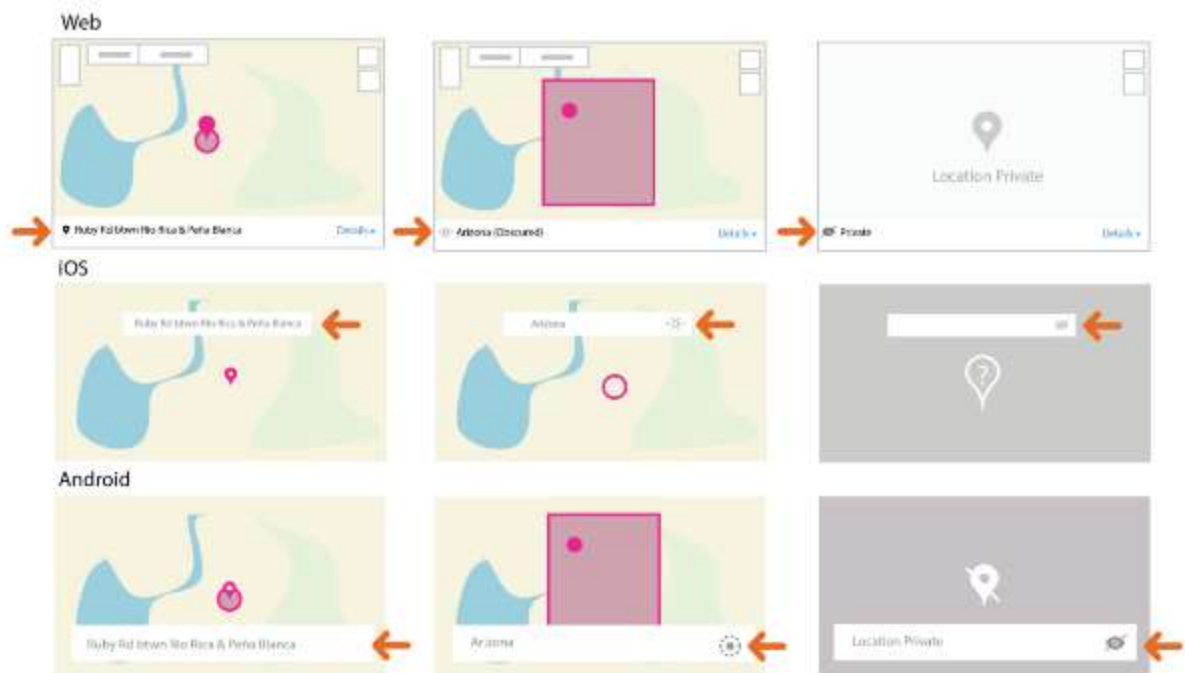 Web
Location Private
Ruby Rd btwn Rio Rica & Peña Blanca
Details »
Arizona (Obscured)
Details »
Private
Details »
iOS
Ruby Rd btwn Rio Rica & Peña Blanca
Arizona
?
Android
Ruby Rd btwn Rio Rica & Peña Blanca
Arizona
Location Private